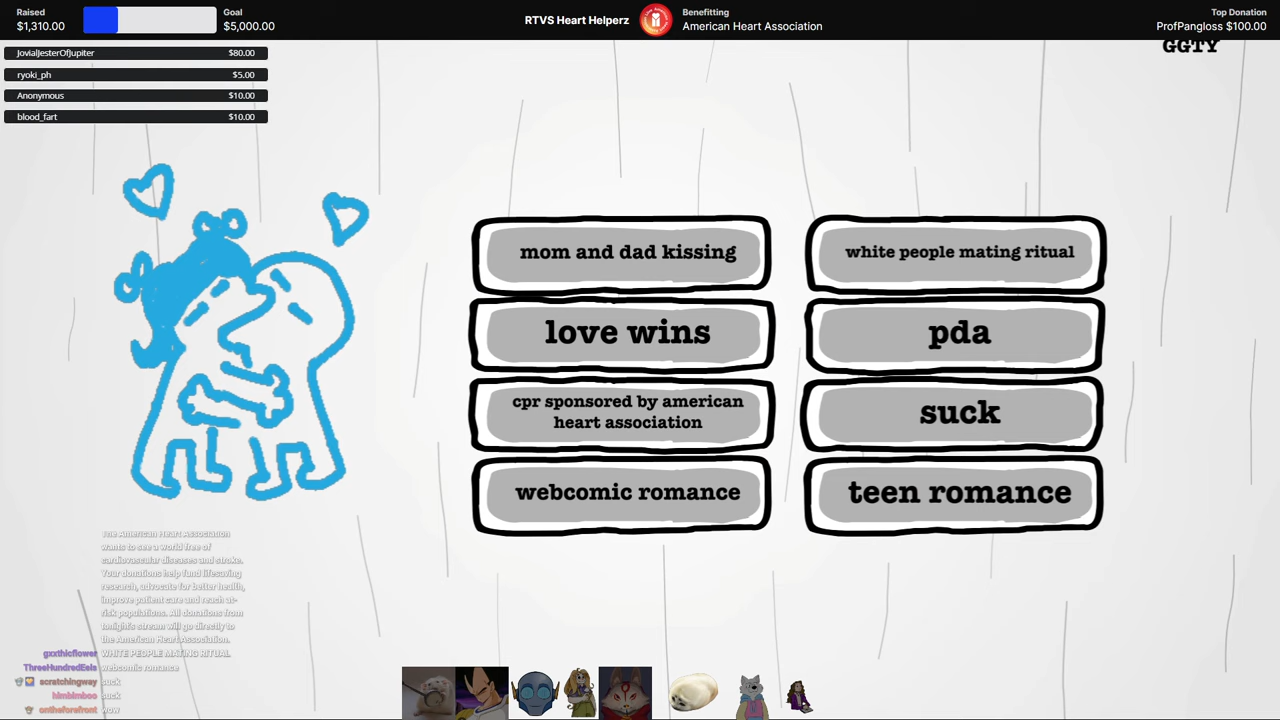 Raised
$1,310.00
Goal
$5,000.00
RTVS Heart Helperz
Benefitting
American Heart Association
Top Donation
ProfPangloss $100.00
GGTY
JovialJesterOfJupiter $80.00
ryoki_ph $5.00
Anonymous $10.00
blood_fart $10.00
mom and dad kissing
white people mating ritual
love wins
pda
cpr sponsored by american
heart association
suck
webcomic romance
teen romance
The American Heart Association
wants to see a world free of
cardiovascular diseases and stroke.
Your donations help fund lifesaving
research, advocate for better health,
improve patient care and reach at-
risk populations. All donations from
tonight's stream will go directly to
the American Heart Association.
gxxthicflower WHITE PEOPLE MATING RITUAL
ThreeHundredEels webcomic romance
scratchingway suck
himbimboo suck
ontheforefront wow